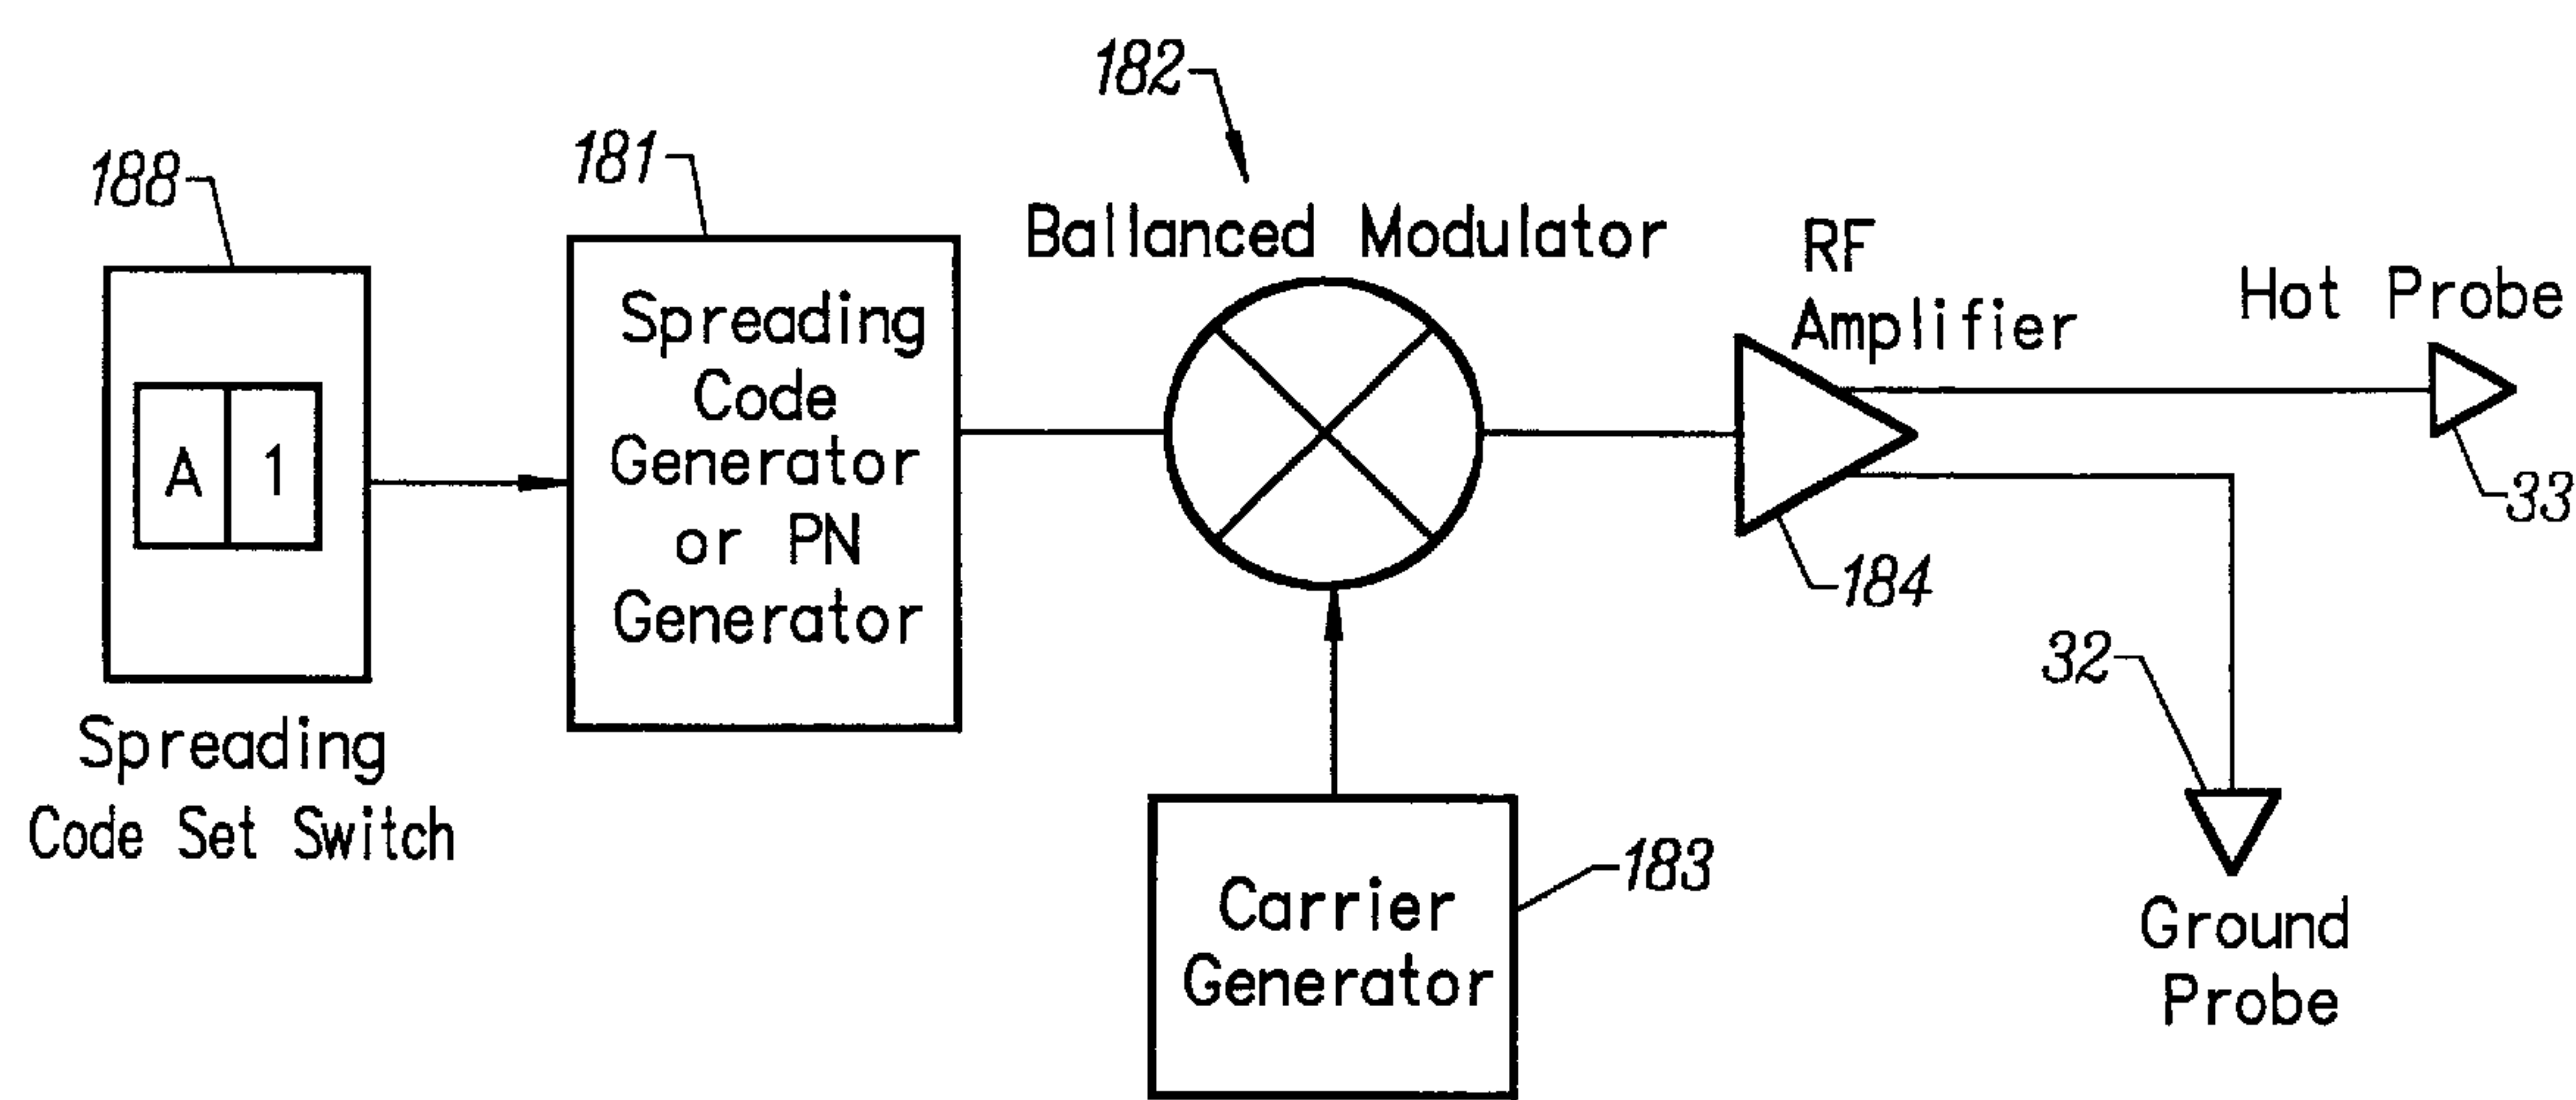 182
188
181
Ballanced Modulator
RF
Amplifier
Hot Probe
Spreading
Code
Generator
or PN
Generator
A 1
33
184
32
Spreading
Code Set Switch
183
Carrier
Generator
Ground
Probe